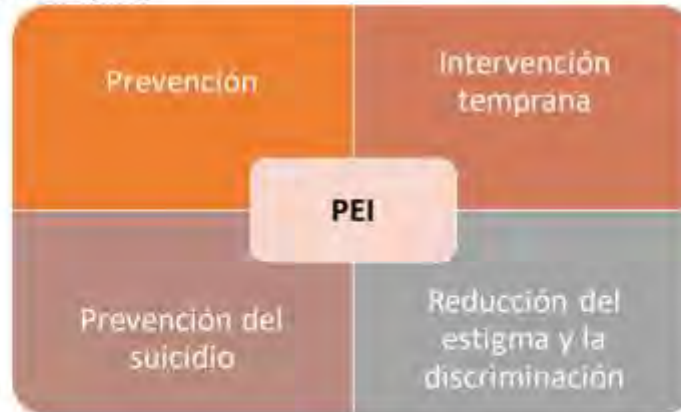 Prevención
Intervención
temprana
PEI
Prevención del
suicidio
Reducción del
estigma y la
discriminación